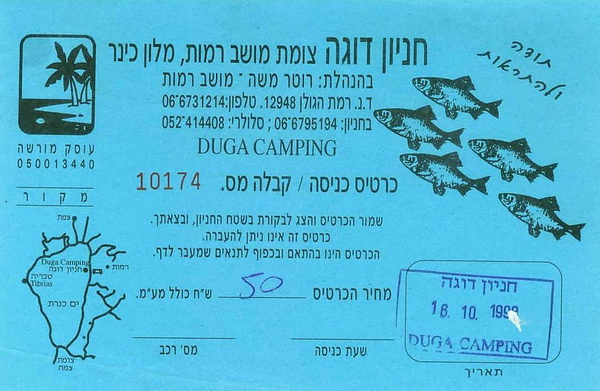 חניון דוגה צומת מושב רמות, מלון כינר
בהנהלת: רוטר משה - מושב רמות
ד.נ. רמת הגולן 12948. טלפון: 06-6731214
בחניון: 06-6795194 ; סלולרי: 052-414408
DUGA CAMPING
תודה
ולהתראות
עוסק מורשה
050013440
מקור
כרטיס כניסה / קבלה מס. 10174
שמור הכרטיס והצג לבקורת בשטח החניון, ובצאתך.
כרטיס זה אינו ניתן להעברה.
הכרטיס הינו בהתאם ובכפוף לתנאים שמעבר לדף.
מחיר הכרטיס 50 ש"ח כולל מע"מ.
שעת כניסה
מס' רכב
צפת
Duga Camping
חניון דוגה
רמות
טבריה
Tibrias
ים כנרת
צומת
צמח
חניון דוגה
16. 10. 1998
DUGA CAMPING
תאריך